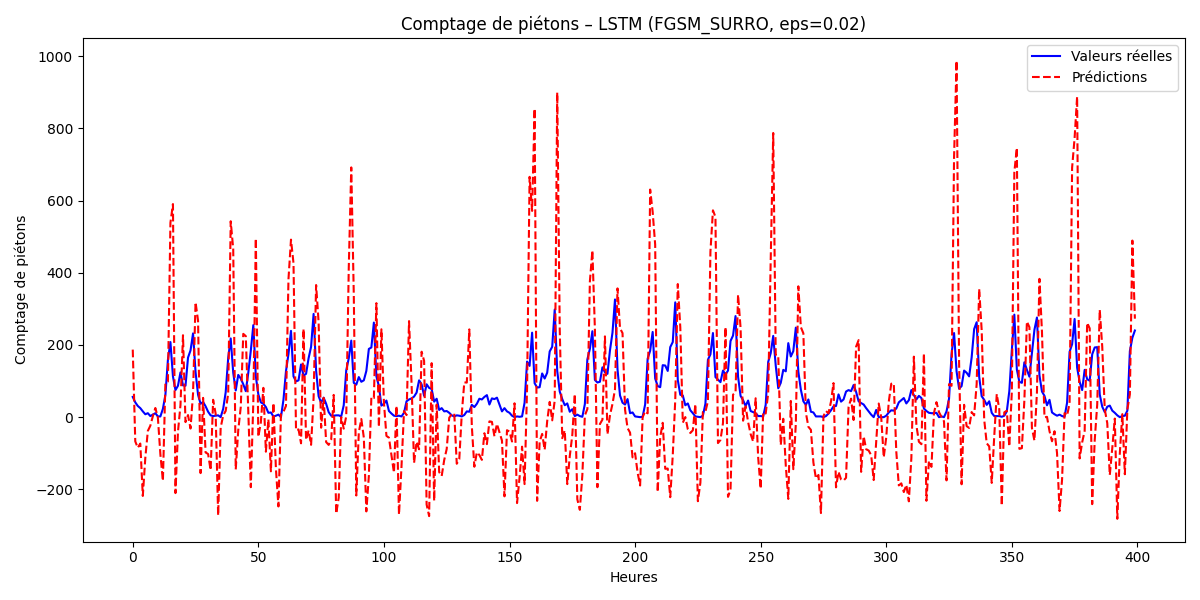 Comptage de piétons – LSTM (FGSM_SURRO, eps=0.02)
Valeurs réelles
Prédictions
Comptage de piétons
1000
800
600
400
200
0
−200
0 50 100 150 200 250 300 350 400
Heures